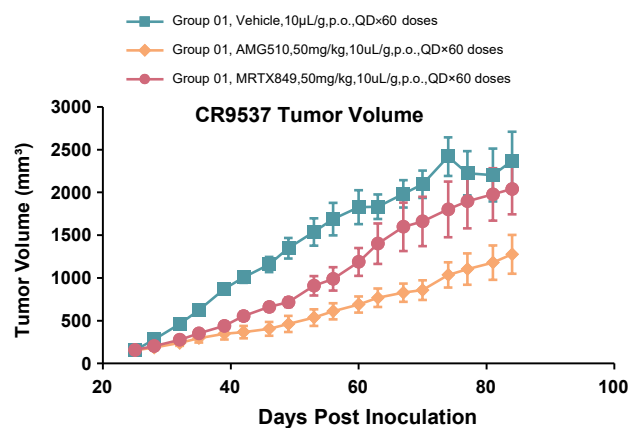 Group 01, Vehicle,10μL/g,p.o.,QD×60 doses
Group 01, AMG510,50mg/kg,10uL/g,p.o.,QD×60 doses
Group 01, MRTX849,50mg/kg,10uL/g,p.o.,QD×60 doses
CR9537 Tumor Volume
Tumor Volume (mm³)
3000
2500
2000
1500
1000
500
0
20
40
60
80
100
Days Post Inoculation